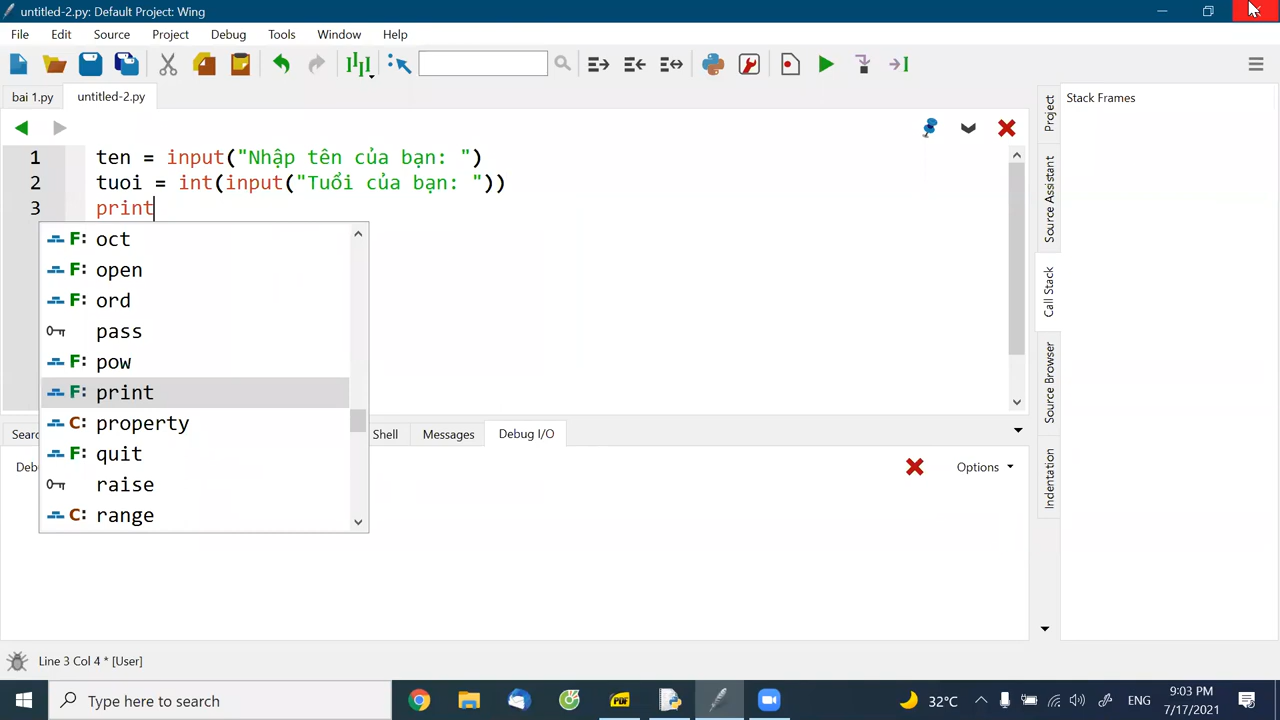 untitled-2.py: Default Project: Wing
File Edit Source Project Debug Tools Window Help
bai 1.py untitled-2.py
Stack Frames
1 ten = input("Nhập tên của bạn: ")
2 tuoi = int(input("Tuổi của bạn: "))
3 print
F: oct
F: open
F: ord
pass
F: pow
F: print
C: property
F: quit
raise
C: range
Sear Shell Messages Debug I/O
Deb Options
Project
Source Assistant
Call Stack
Source Browser
Indentation
Line 3 Col 4 * [User]
Type here to search
PDF
32°C ENG 9:03 PM
7/17/2021